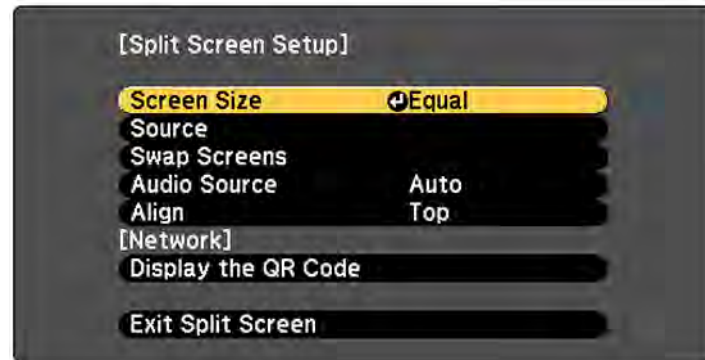 [Split Screen Setup]
Screen Size Equal
Source
Swap Screens
Audio Source Auto
Align Top
[Network]
Display the QR Code
Exit Split Screen